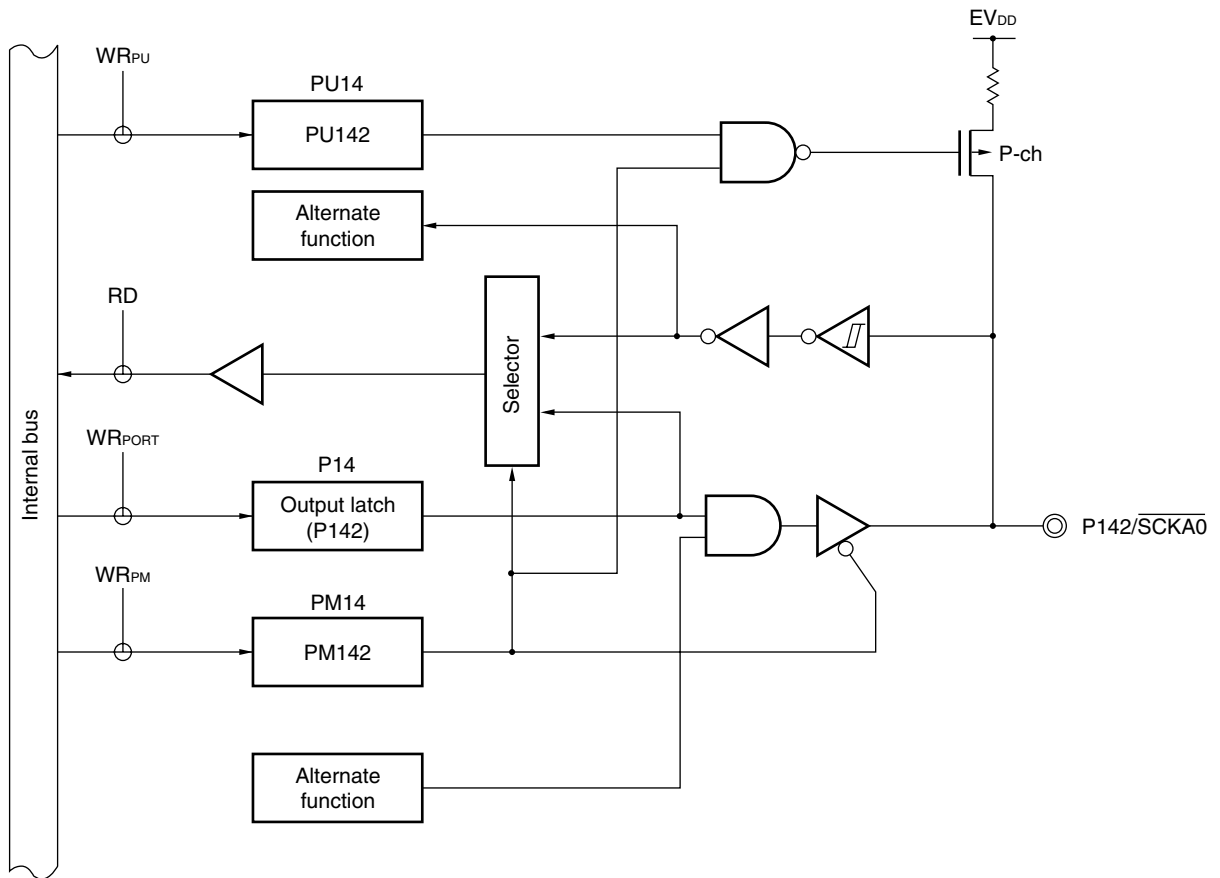 EVDD
WRPU
PU14
PU142
P-ch
Alternate
function
RD
Selector
Internal bus
WRPORT
P14
Output latch
(P142)
P142/SCKA0
WRPM
PM14
PM142
Alternate
function